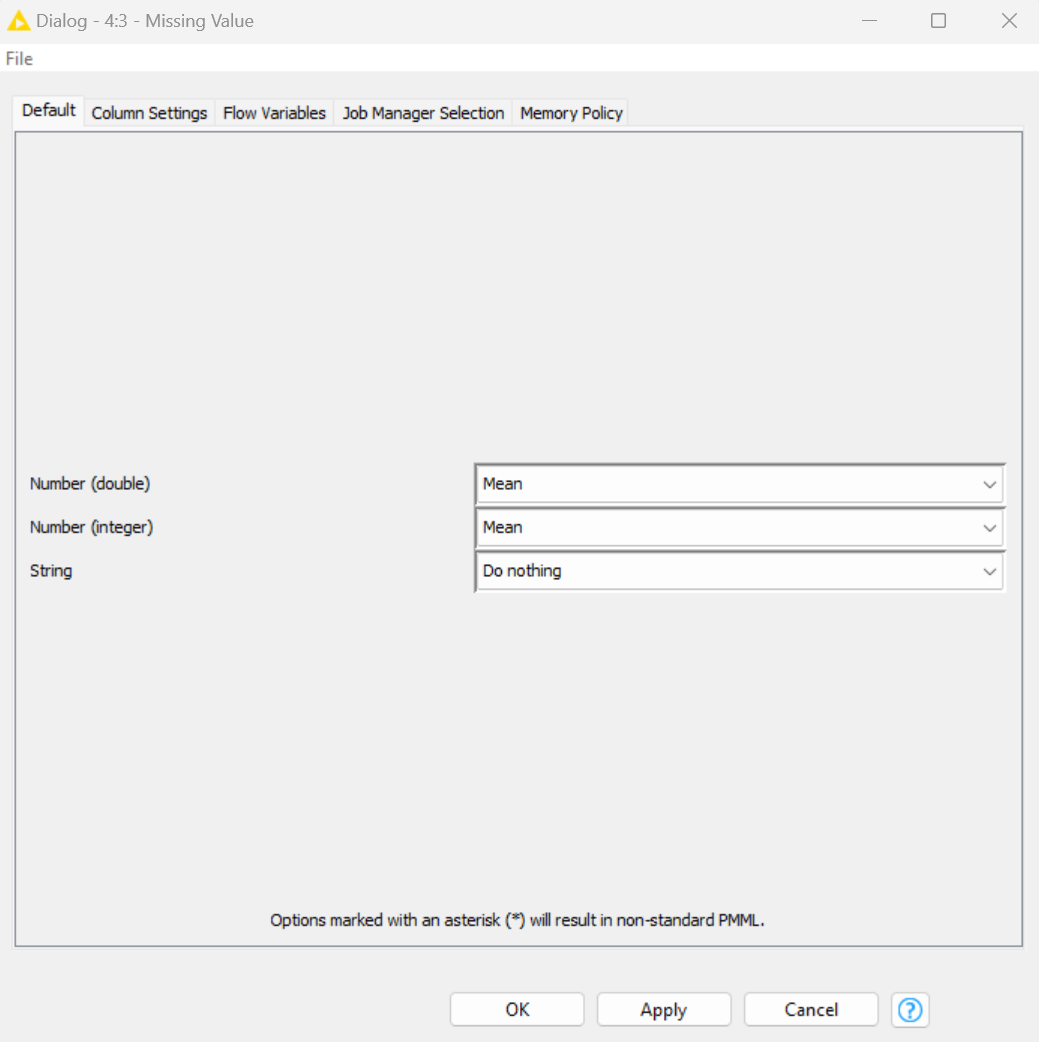 Dialog - 4:3 - Missing Value
File
Default Column Settings Flow Variables Job Manager Selection Memory Policy
Number (double) Mean
Number (integer) Mean
String Do nothing
Options marked with an asterisk (*) will result in non-standard PMML.
OK Apply Cancel ?